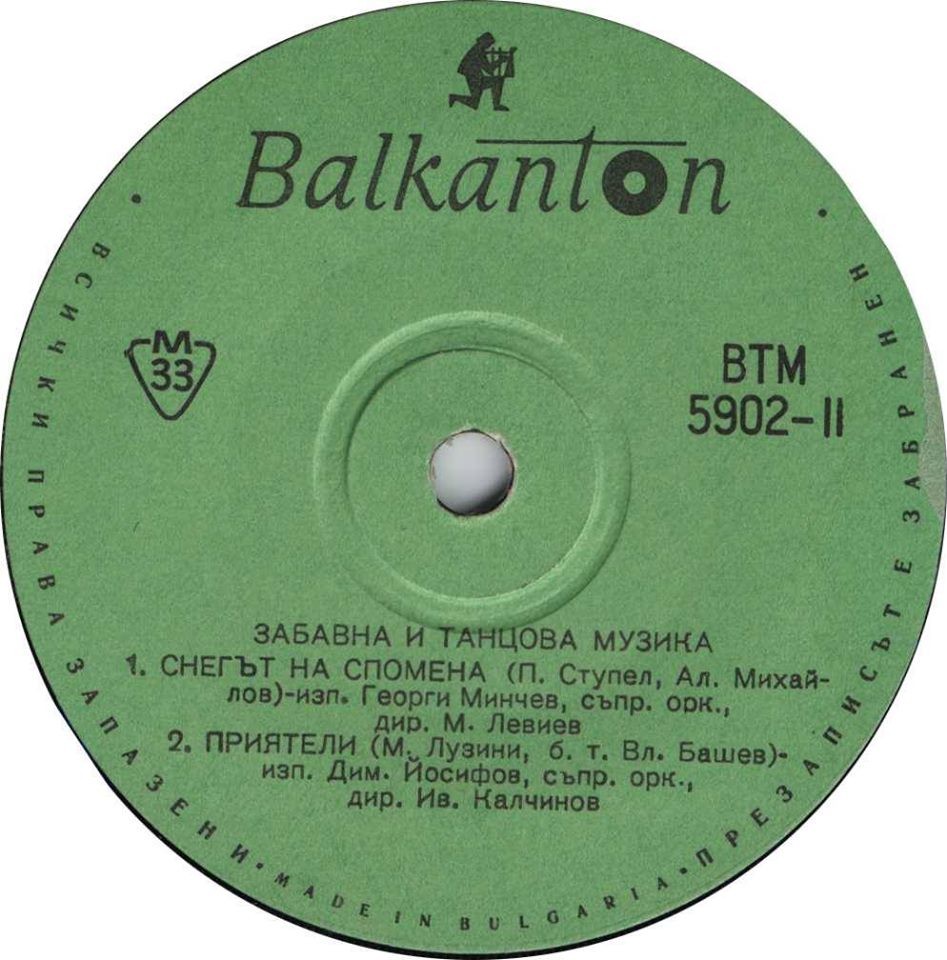 Balkanton
M
33
ВТМ
5902-II
ЗАБАВНА И ТАНЦОВА МУЗИКА
1. СНЕГЪТ НА СПОМЕНА (П. Ступел, Ал. Михай-
лов)-изп. Георги Минчев, съпр. орк.,
дир. М. Левиев
2. ПРИЯТЕЛИ (М. Лузини, б. т. Вл. Башев)-
изп. Дим. Йосифов, съпр. орк.,
дир. Ив. Калчинов
• ВСИЧКИ ПРАВА ЗАПАЗЕНИ • MADE IN BULGARIA • ПРЕЗАПИСЪТ Е ЗАБРАНЕН •